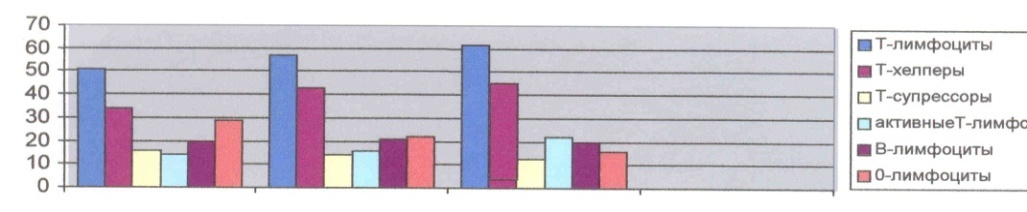 70
60
50
40
30
20
10
0
Т-лимфоциты
Т-хелперы
Т-супрессоры
активныеТ-лимфо
В-лимфоциты
0-лимфоциты